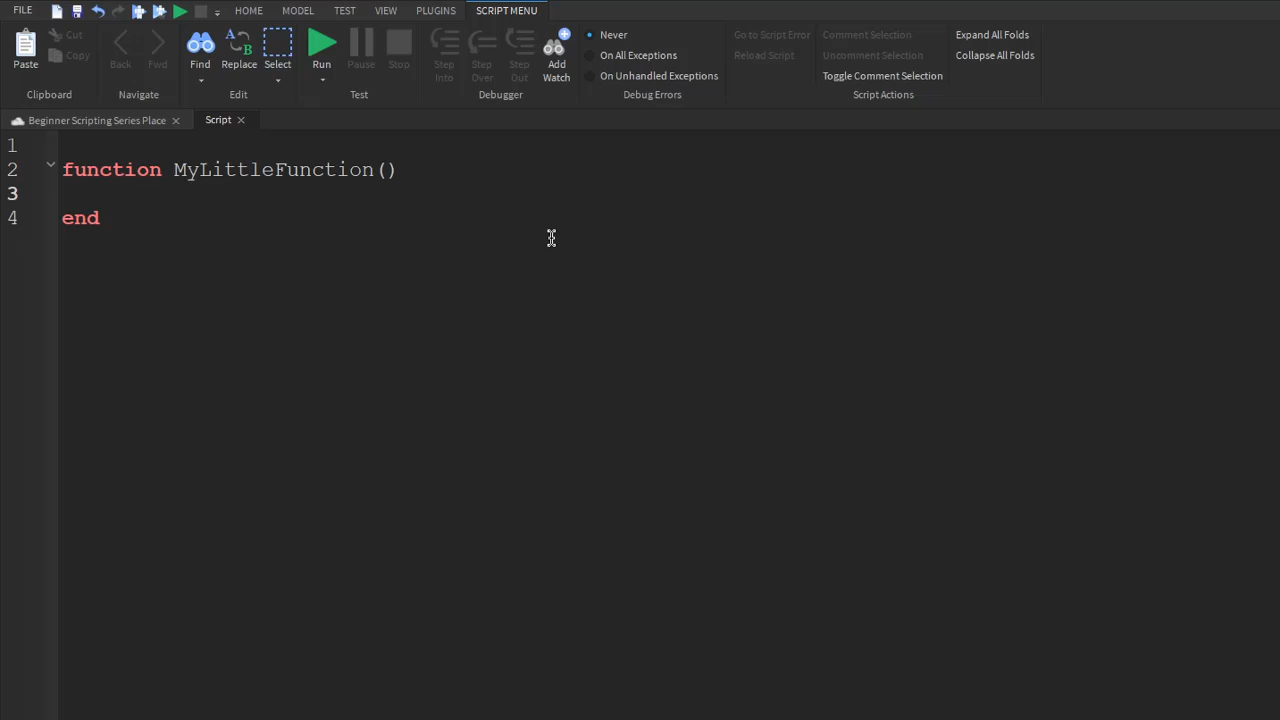 FILE HOME MODEL TEST VIEW PLUGINS SCRIPT MENU
Paste
Cut
Copy
Clipboard
Back Fwd
Navigate
Find Replace Select
A B
Edit
Run Pause Stop
Test
Step Into
Step Over
Step Out
Add Watch
Debugger
Never
On All Exceptions
On Unhandled Exceptions
Debug Errors
Go to Script Error
Reload Script
Comment Selection
Uncomment Selection
Toggle Comment Selection
Script Actions
Expand All Folds
Collapse All Folds
Beginner Scripting Series Place Script
1
2 function MyLittleFunction()
3
4 end